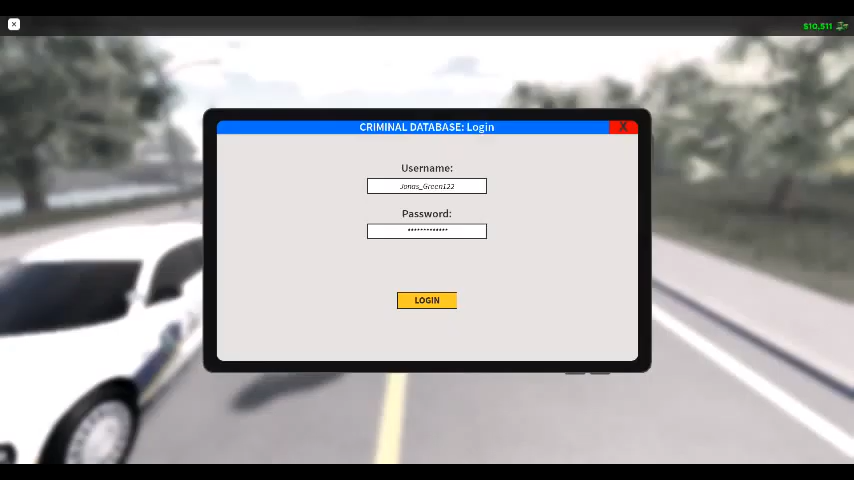 ×
$10,511
CRIMINAL DATABASE: Login
X
Username:
Jonas_Green122
Password:
*************
LOGIN